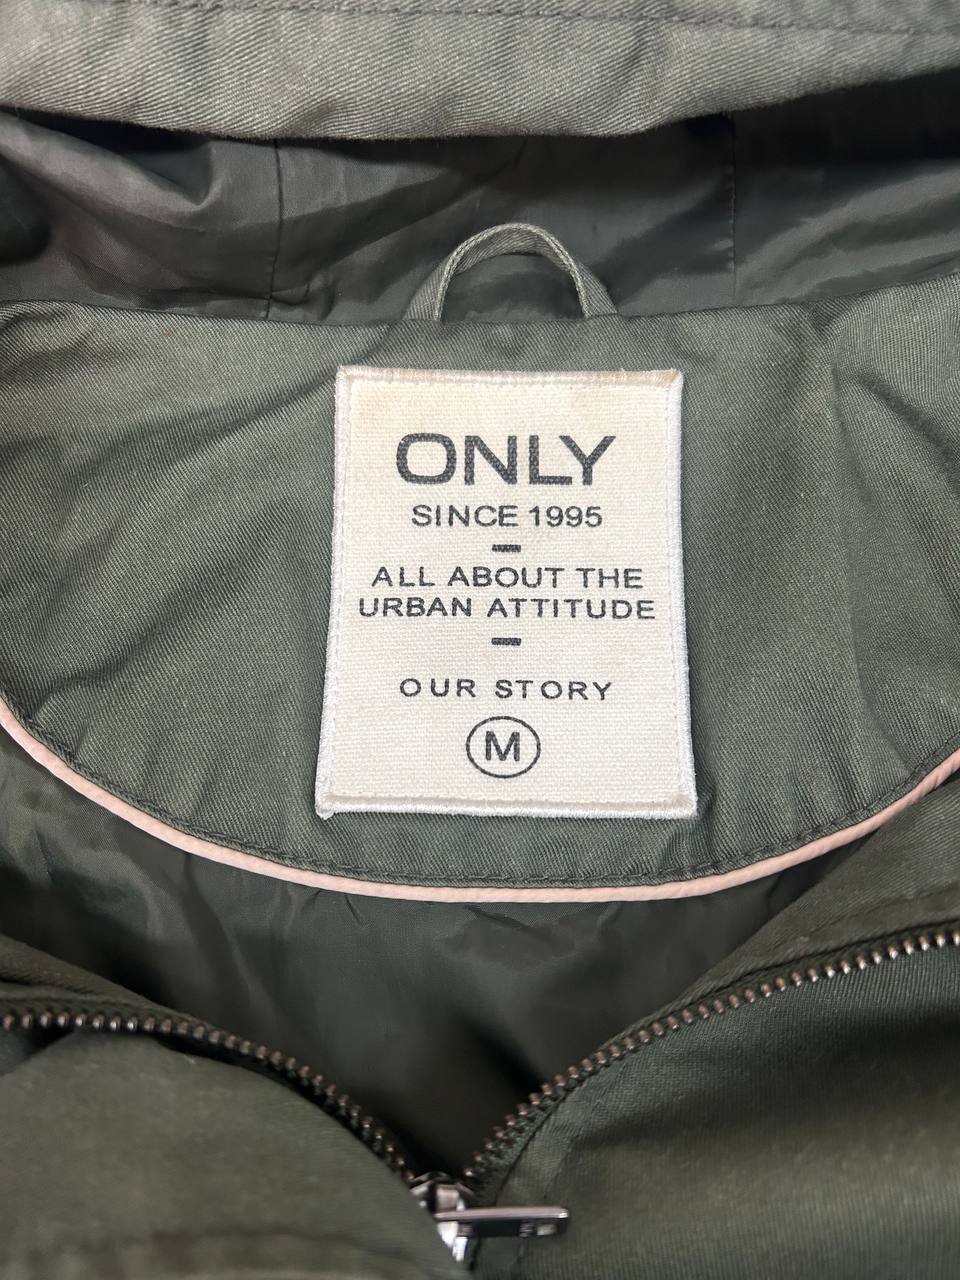 ONLY
SINCE 1995
ALL ABOUT THE
URBAN ATTITUDE
OUR STORY
M